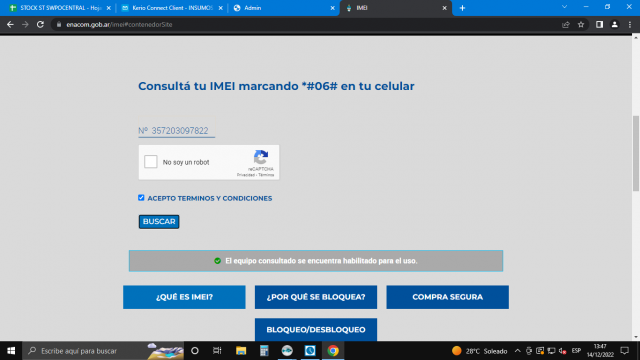 STOCK ST SWPOCENTRAL - Hoja
Kerio Connect Client - INSUMOS
Admin
IMEI
enacom.gob.ar/imei#contenedorSite
Consultá tu IMEI marcando *#06# en tu celular
Nº 357203097822
No soy un robot
reCAPTCHA
Privacidad - Términos
ACEPTO TERMINOS Y CONDICIONES
BUSCAR
El equipo consultado se encuentra habilitado para el uso.
¿QUÉ ES IMEI?
¿POR QUÉ SE BLOQUEA?
COMPRA SEGURA
BLOQUEO/DESBLOQUEO
Escribe aquí para buscar
28°C Soleado
ESP
13:47
14/12/2022